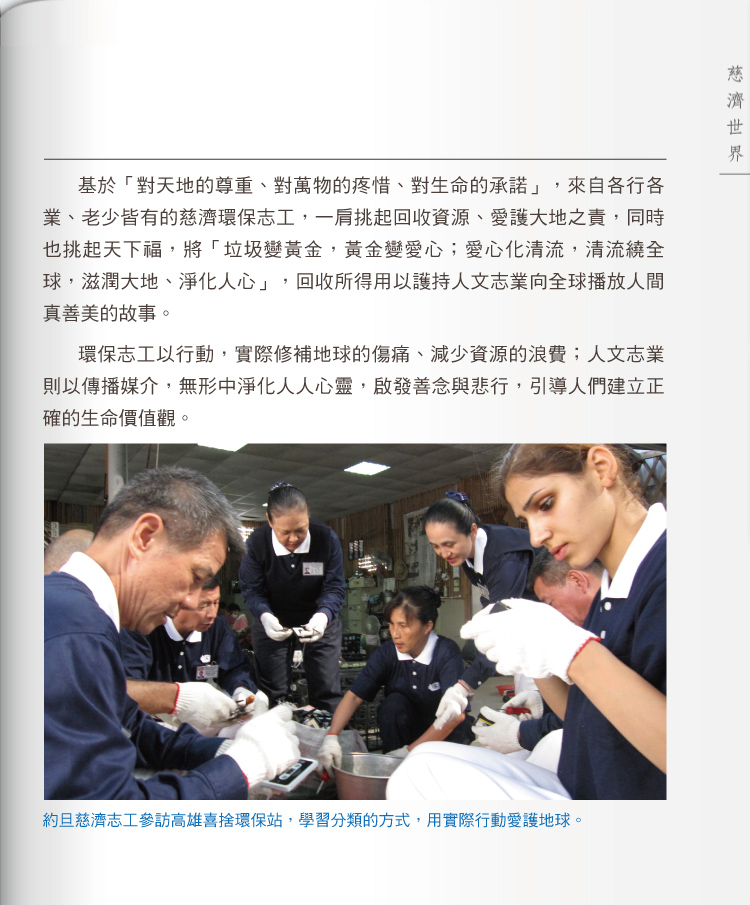 慈濟世界
基於「對天地的尊重、對萬物的疼惜、對生命的承諾」，來自各行各
業、老少皆有的慈濟環保志工，一肩挑起回收資源、愛護大地之責，同時
也挑起天下福，將「垃圾變黃金，黃金變愛心；愛心化清流，清流繞全
球，滋潤大地、淨化人心」，回收所得用以護持人文志業向全球播放人間
真善美的故事。
環保志工以行動，實際修補地球的傷痛、減少資源的浪費；人文志業
則以傳播媒介，無形中淨化人人心靈，啟發善念與悲行，引導人們建立正
確的生命價值觀。
約旦慈濟志工參訪高雄喜捨環保站，學習分類的方式，用實際行動愛護地球。